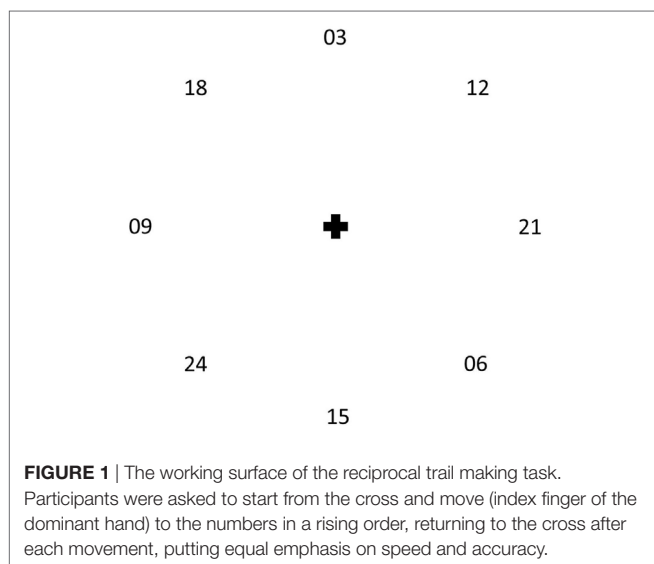 03
18 12
09 21
24 06
15
FIGURE 1 | The working surface of the reciprocal trail making task.
Participants were asked to start from the cross and move (index finger of the
dominant hand) to the numbers in a rising order, returning to the cross after
each movement, putting equal emphasis on speed and accuracy.